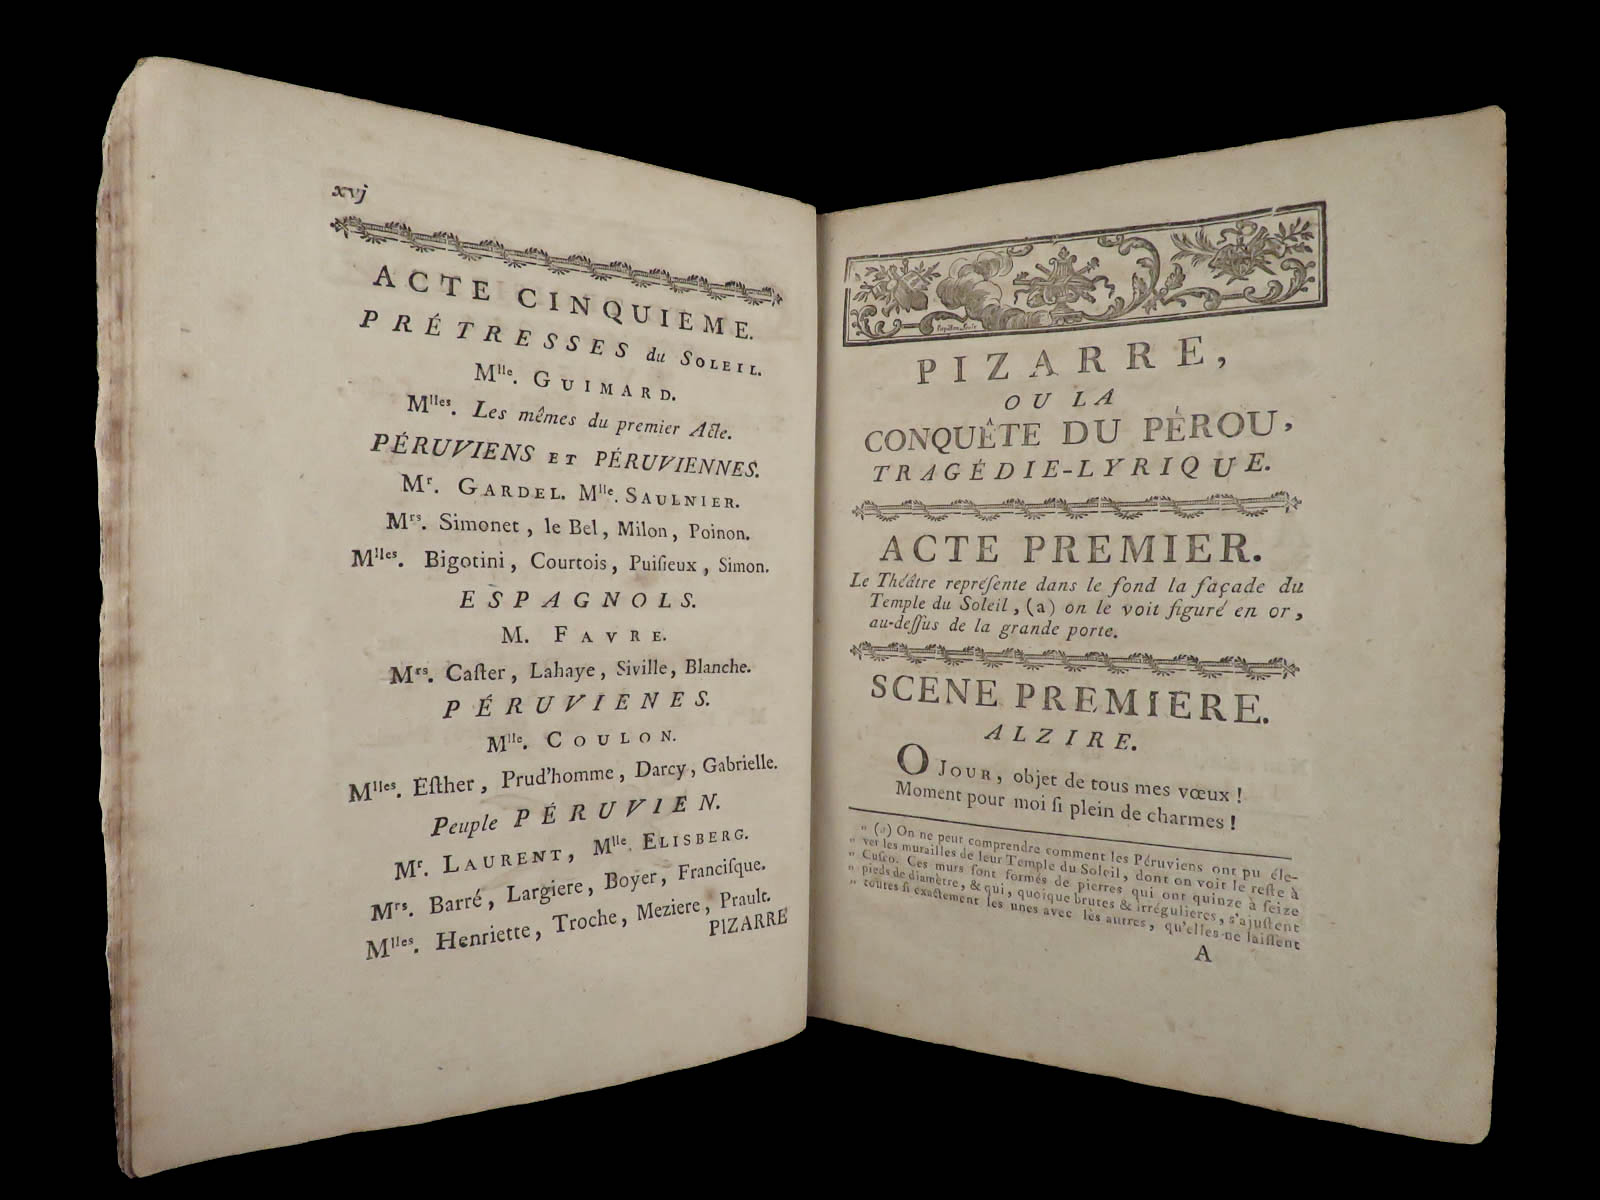 xvj
ACTE CINQUIEME.
PRÉTRESSES du SOLEIL.
Mlle. GUIMARD.
Mlles. Les mêmes du premier Acte.
PÉRUVIENS ET PÉRUVIENNES.
Mr. GARDEL. Mlle. SAULNIER.
Mrs. Simonet, le Bel, Milon, Poinon.
Mlles. Bigotini, Courtois, Puiſieux, Simon.
ESPAGNOLS.
M. FAVRE.
Mrs. Caſter, Lahaye, Siville, Blanche.
PÉRUVIENES.
Mlle. COULON.
Mlles. Eſther, Prud'homme, Darcy, Gabrielle.
Peuple PÉRUVIEN.
Mr. LAURENT, Mlle. ELISBERG.
Mrs. Barré, Largiere, Boyer, Franciſque.
Mlles. Henriette, Troche, Meziere, Prault.
PIZARRE
PIZARRE,
OU LA
CONQUÊTE DU PÉROU,
TRAGÉDIE-LYRIQUE.
ACTE PREMIER.
Le Théâtre repréſente dans le fond la façade du
Temple du Soleil, (a) on le voit figuré en or,
au-deſſus de la grande porte.
SCENE PREMIERE.
ALZIRE.
O JOUR, objet de tous mes vœux !
Moment pour moi ſi plein de charmes !
" (a) On ne peut comprendre comment les Péruviens ont pu éle-
" ver les murailles de leur Temple du Soleil, dont on voit le reſte à
" Cuſco. Ces murs ſont formés de pierres qui ont quinze à ſeize
" pieds de diamètre, & qui, quoique brutes & irrégulieres, s'ajuſtent
" toutes ſi exactement les unes avec les autres, qu'elles ne laiſſent
A